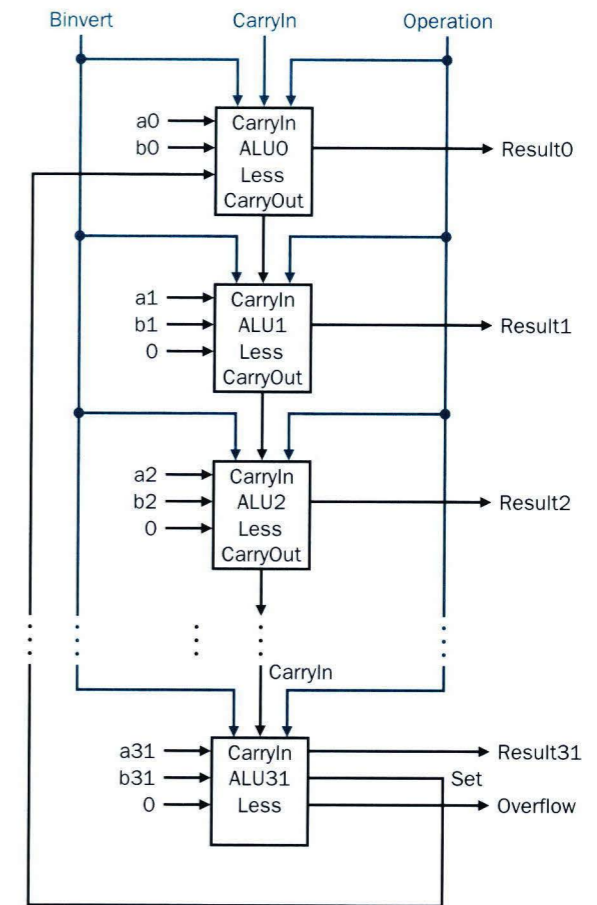 Binvert CarryIn Operation
a0 CarryIn
b0 ALU0 Result0
Less
CarryOut
a1 CarryIn
b1 ALU1 Result1
0 Less
CarryOut
a2 CarryIn
b2 ALU2 Result2
0 Less
CarryOut
CarryIn
a31 CarryIn Result31
b31 ALU31 Set
0 Less Overflow